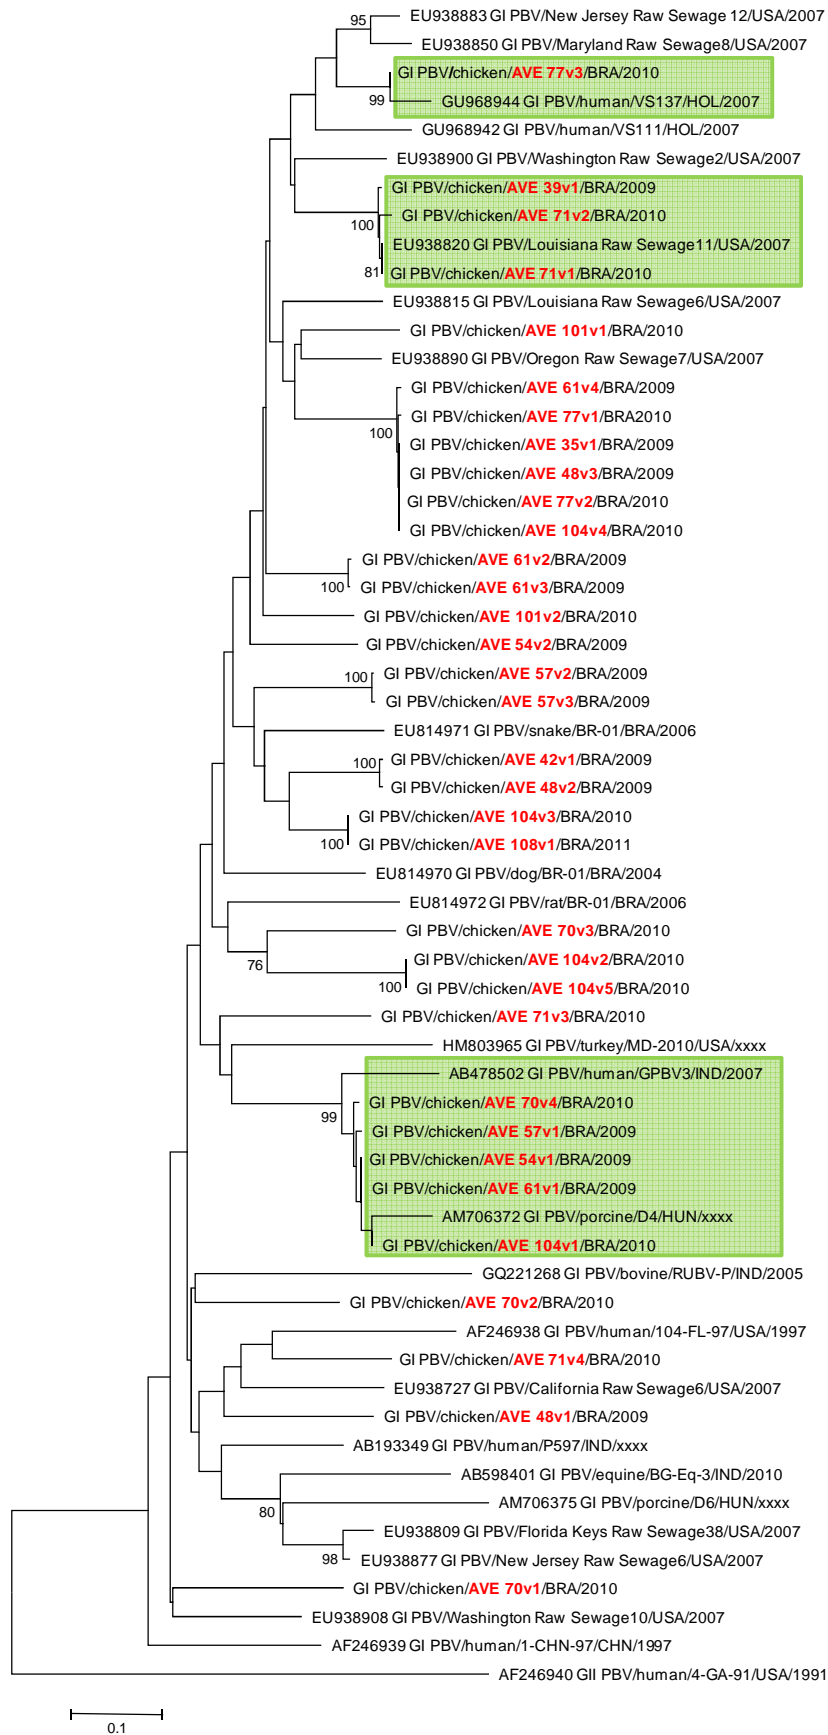 95
EU938883 GI PBV/New Jersey Raw Sewage 12/USA/2007
EU938850 GI PBV/Maryland Raw Sewage8/USA/2007
GI PBV/chicken/AVE 77v3/BRA/2010
99
GU968944 GI PBV/human/VS137/HOL/2007
GU968942 GI PBV/human/VS111/HOL/2007
EU938900 GI PBV/Washington Raw Sewage2/USA/2007
GI PBV/chicken/AVE 39v1/BRA/2009
GI PBV/chicken/AVE 71v2/BRA/2010
100
EU938820 GI PBV/Louisiana Raw Sewage11/USA/2007
81
GI PBV/chicken/AVE 71v1/BRA/2010
EU938815 GI PBV/Louisiana Raw Sewage6/USA/2007
GI PBV/chicken/AVE 101v1/BRA/2010
EU938890 GI PBV/Oregon Raw Sewage7/USA/2007
GI PBV/chicken/AVE 61v4/BRA/2009
GI PBV/chicken/AVE 77v1/BRA2010
100
GI PBV/chicken/AVE 35v1/BRA/2009
GI PBV/chicken/AVE 48v3/BRA/2009
GI PBV/chicken/AVE 77v2/BRA/2010
GI PBV/chicken/AVE 104v4/BRA/2010
GI PBV/chicken/AVE 61v2/BRA/2009
100
GI PBV/chicken/AVE 61v3/BRA/2009
GI PBV/chicken/AVE 101v2/BRA/2010
GI PBV/chicken/AVE 54v2/BRA/2009
100
GI PBV/chicken/AVE 57v2/BRA/2009
GI PBV/chicken/AVE 57v3/BRA/2009
EU814971 GI PBV/snake/BR-01/BRA/2006
100
GI PBV/chicken/AVE 42v1/BRA/2009
GI PBV/chicken/AVE 48v2/BRA/2009
GI PBV/chicken/AVE 104v3/BRA/2010
100
GI PBV/chicken/AVE 108v1/BRA/2011
EU814970 GI PBV/dog/BR-01/BRA/2004
EU814972 GI PBV/rat/BR-01/BRA/2006
GI PBV/chicken/AVE 70v3/BRA/2010
76
GI PBV/chicken/AVE 104v2/BRA/2010
100
GI PBV/chicken/AVE 104v5/BRA/2010
GI PBV/chicken/AVE 71v3/BRA/2010
HM803965 GI PBV/turkey/MD-2010/USA/xxxx
AB478502 GI PBV/human/GPBV3/IND/2007
99
GI PBV/chicken/AVE 70v4/BRA/2010
GI PBV/chicken/AVE 57v1/BRA/2009
GI PBV/chicken/AVE 54v1/BRA/2009
GI PBV/chicken/AVE 61v1/BRA/2009
AM706372 GI PBV/porcine/D4/HUN/xxxx
GI PBV/chicken/AVE 104v1/BRA/2010
GQ221268 GI PBV/bovine/RUBV-P/IND/2005
GI PBV/chicken/AVE 70v2/BRA/2010
AF246938 GI PBV/human/104-FL-97/USA/1997
GI PBV/chicken/AVE 71v4/BRA/2010
EU938727 GI PBV/California Raw Sewage6/USA/2007
GI PBV/chicken/AVE 48v1/BRA/2009
AB193349 GI PBV/human/P597/IND/xxxx
AB598401 GI PBV/equine/BG-Eq-3/IND/2010
80
AM706375 GI PBV/porcine/D6/HUN/xxxx
EU938809 GI PBV/Florida Keys Raw Sewage38/USA/2007
98
EU938877 GI PBV/New Jersey Raw Sewage6/USA/2007
GI PBV/chicken/AVE 70v1/BRA/2010
EU938908 GI PBV/Washington Raw Sewage10/USA/2007
AF246939 GI PBV/human/1-CHN-97/CHN/1997
AF246940 GII PBV/human/4-GA-91/USA/1991
0.1